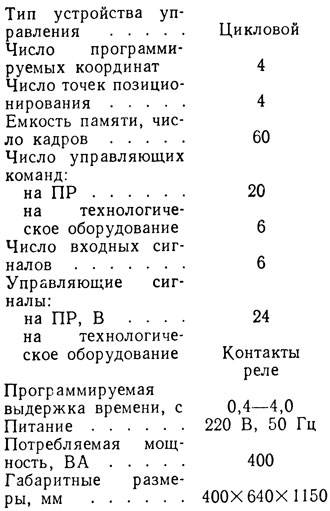 Тип устройства уп-
равления . . . . . Цикловой
Число программи-
руемых координат 4
Число точек позицио-
нирования . . . . . 4
Емкость памяти, чис-
ло кадров . . . . . 60
Число управляющих
команд:
на ПР . . . . . . 20
на технологиче-
ское оборудование 6
Число входных сиг-
налов . . . . . . . 6
Управляющие сиг-
налы:
на ПР, В . . . . 24
на технологиче-
ское оборудование Контакты
реле
Программируемая
выдержка времени, с 0,4—4,0
Питание . . . . . . 220 В, 50 Гц
Потребляемая мощ-
ность, ВА . . . . . 400
Габаритные разме-
ры, мм . . . . . . 400×640×1150